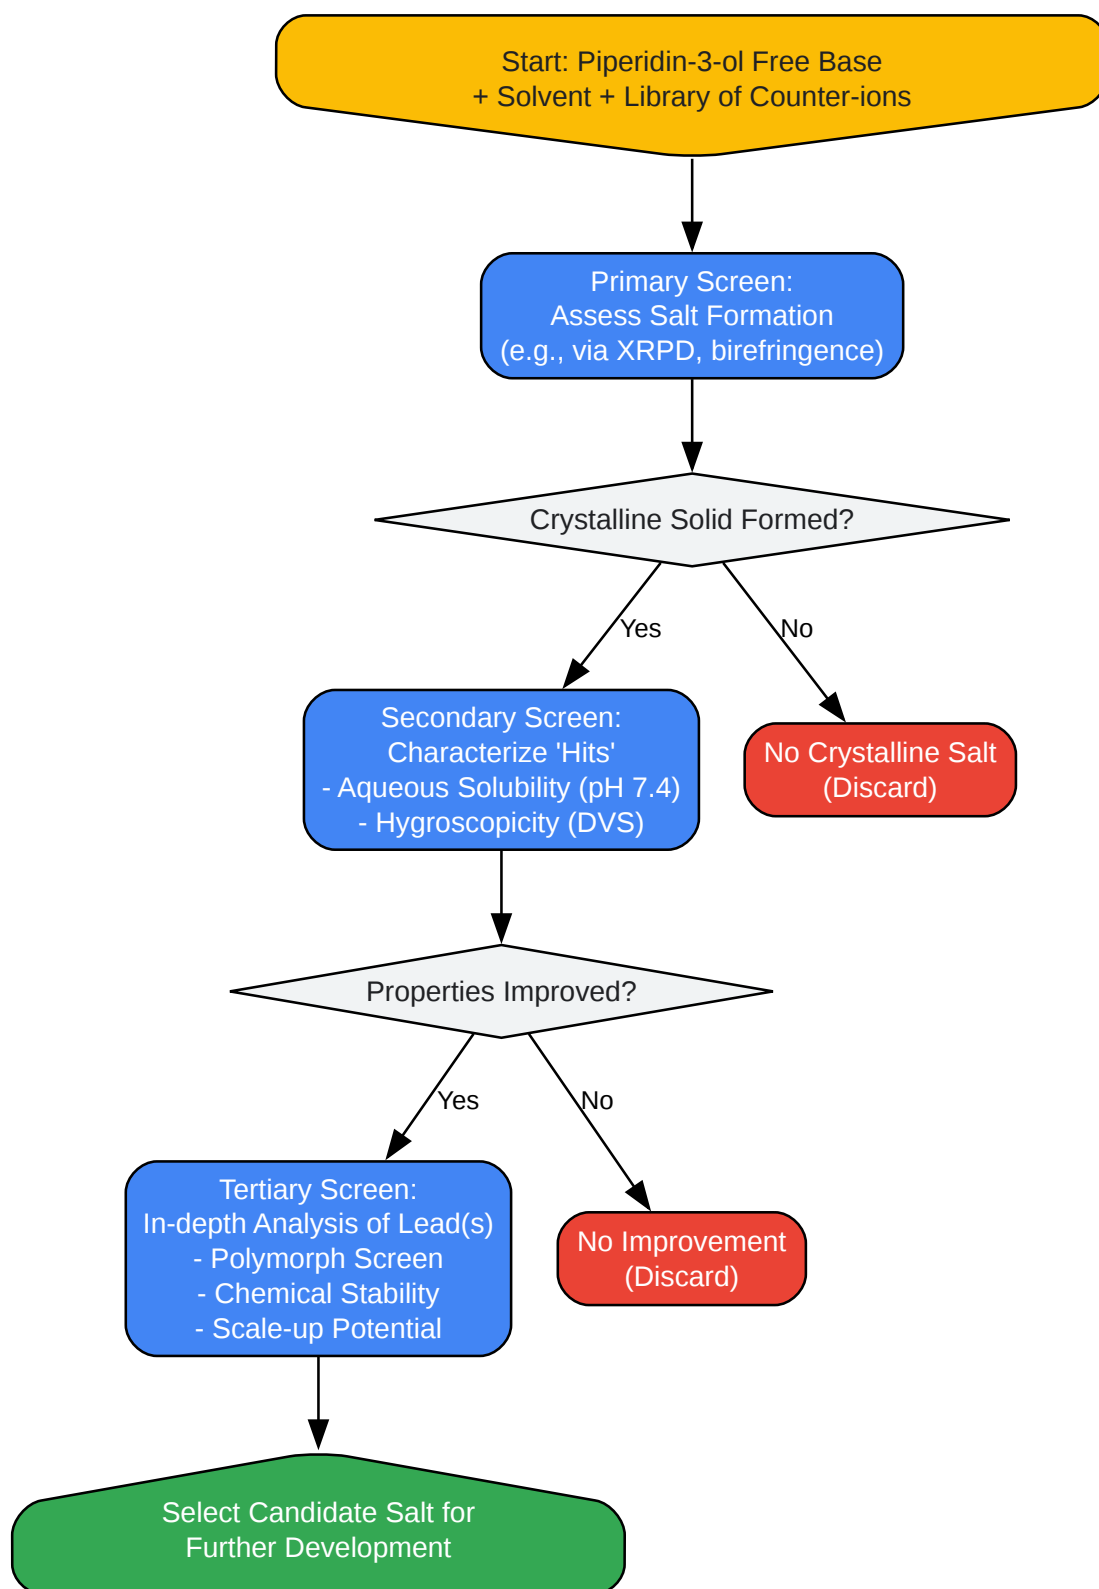 Start: Piperidin-3-ol Free Base
+ Solvent + Library of Counter-ions
Primary Screen:
Assess Salt Formation
(e.g., via XRPD, birefringence)
Crystalline Solid Formed?
Yes
No
Secondary Screen:
Characterize 'Hits'
- Aqueous Solubility (pH 7.4)
- Hygroscopicity (DVS)
No Crystalline Salt
(Discard)
Properties Improved?
Yes
No
Tertiary Screen:
In-depth Analysis of Lead(s)
- Polymorph Screen
- Chemical Stability
- Scale-up Potential
No Improvement
(Discard)
Select Candidate Salt for
Further Development